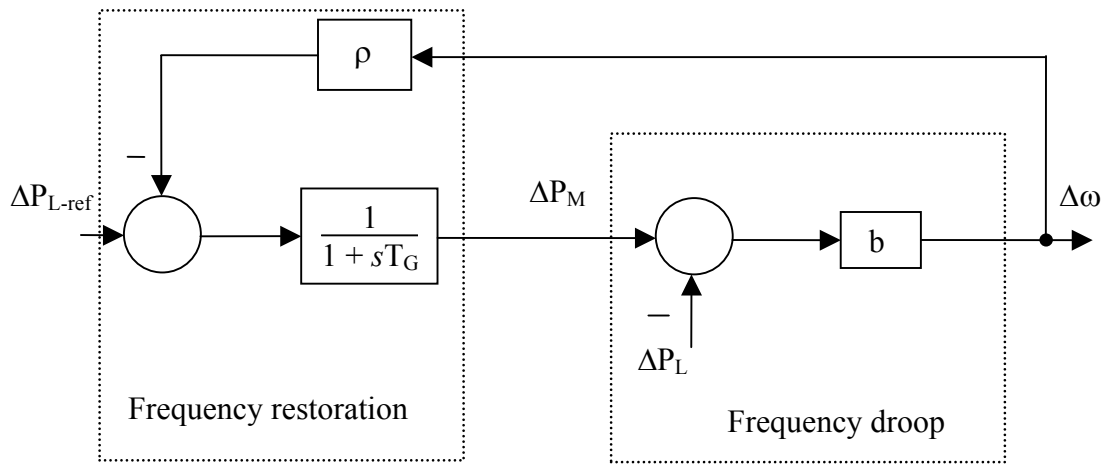 ρ
–
ΔP_L-ref
1
1 + sT_G
ΔP_M
b
Δω
–
ΔP_L
Frequency restoration
Frequency droop